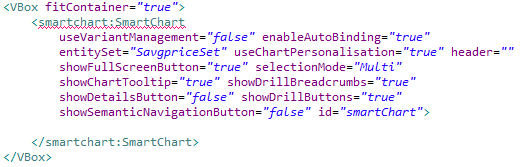 <VBox fitContainer="true">
<smartchart:SmartChart
useVariantManagement="false" enableAutoBinding="true"
entitySet="SavgpriceSet" useChartPersonalisation="true" header=""
showFullScreenButton="true" selectionMode="Multi"
showChartTooltip="true" showDrillBreadcrumbs="true"
showDetailsButton="false" showDrillButtons="true"
showSemanticNavigationButton="false" id="smartChart">
</smartchart:SmartChart>
</VBox>